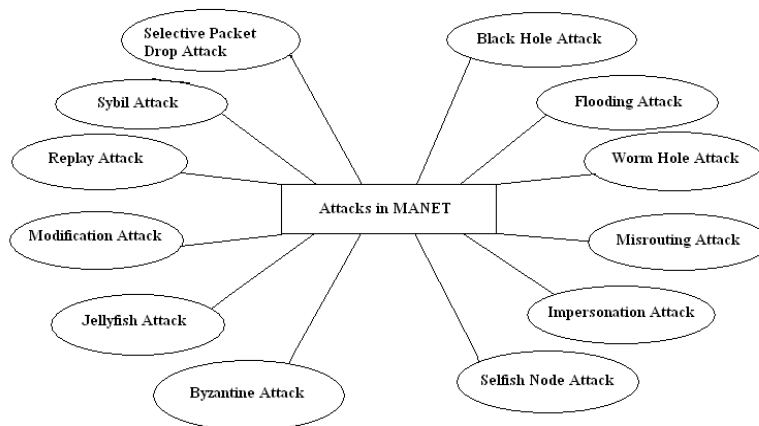 Selective Packet
Drop Attack
Black Hole Attack
Sybil Attack
Flooding Attack
Replay Attack
Worm Hole Attack
Attacks in MANET
Modification Attack
Misrouting Attack
Jellyfish Attack
Impersonation Attack
Byzantine Attack
Selfish Node Attack